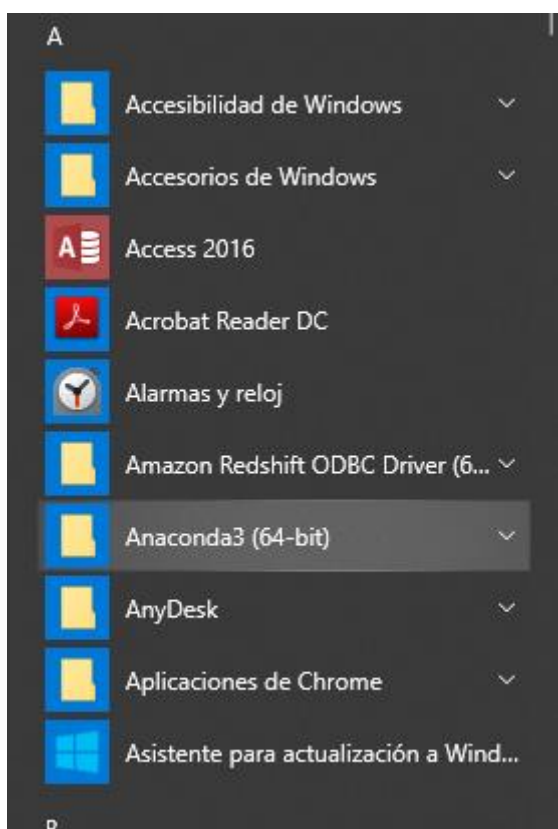 A
Accesibilidad de Windows
Accesorios de Windows
Access 2016
Acrobat Reader DC
Alarmas y reloj
Amazon Redshift ODBC Driver (6...
Anaconda3 (64-bit)
AnyDesk
Aplicaciones de Chrome
Asistente para actualización a Wind...